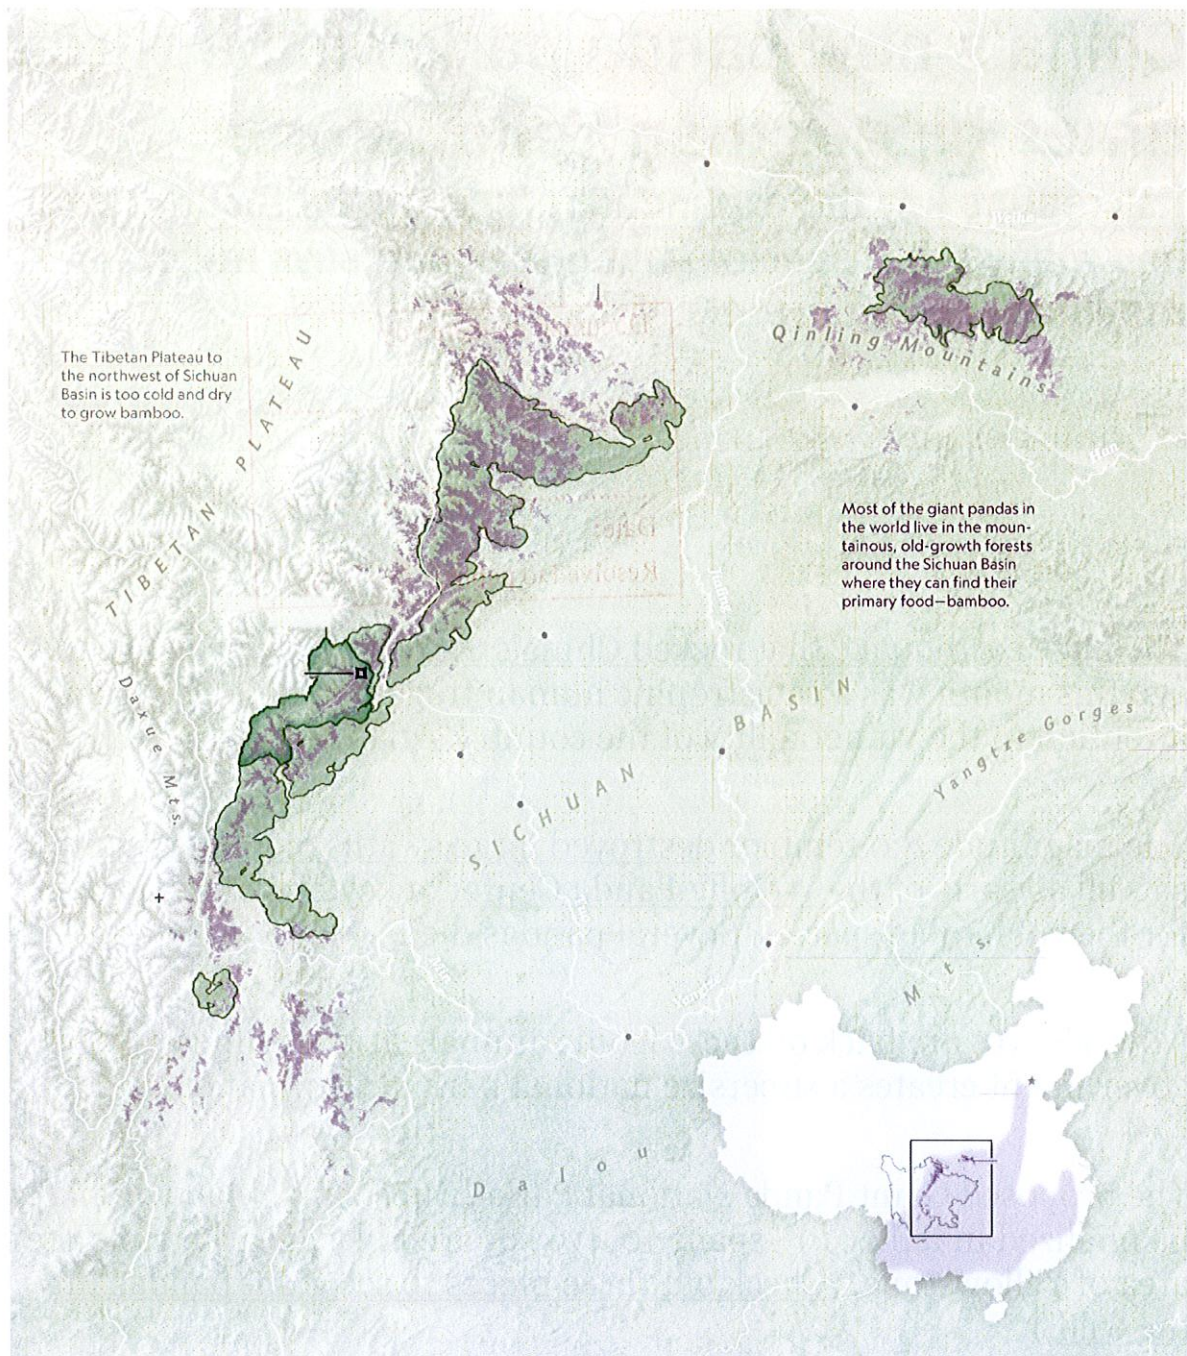 Weihe
Qinling Mountains
The Tibetan Plateau to
the northwest of Sichuan
Basin is too cold and dry
to grow bamboo.
TIBETAN PLATEAU
Han
Most of the giant pandas in
the world live in the moun-
tainous, old-growth forests
around the Sichuan Basin
where they can find their
primary food—bamboo.
Daxue Mts.
SICHUAN BASIN
Yangtze Gorges
Dalou Mts.